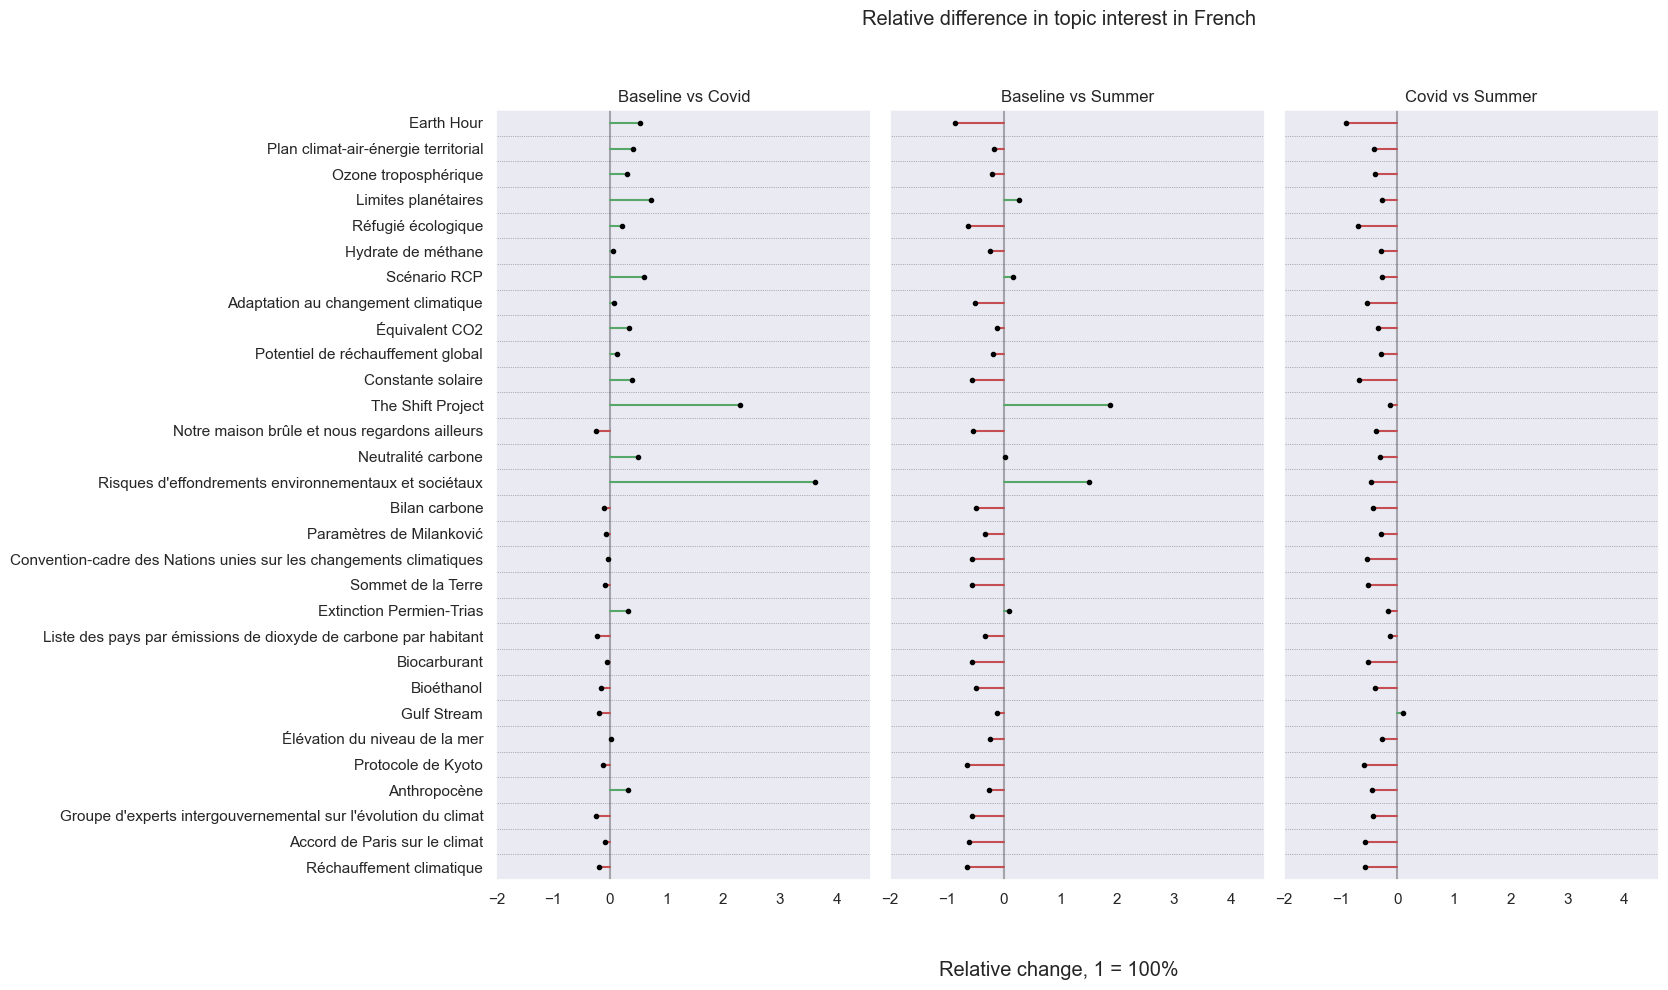 Relative difference in topic interest in French
Baseline vs Covid
Baseline vs Summer
Covid vs Summer
Earth Hour
Plan climat-air-énergie territorial
Ozone troposphérique
Limites planétaires
Réfugié écologique
Hydrate de méthane
Scénario RCP
Adaptation au changement climatique
Équivalent CO2
Potentiel de réchauffement global
Constante solaire
The Shift Project
Notre maison brûle et nous regardons ailleurs
Neutralité carbone
Risques d'effondrements environnementaux et sociétaux
Bilan carbone
Paramètres de Milanković
Convention-cadre des Nations unies sur les changements climatiques
Sommet de la Terre
Extinction Permien-Trias
Liste des pays par émissions de dioxyde de carbone par habitant
Biocarburant
Bioéthanol
Gulf Stream
Élévation du niveau de la mer
Protocole de Kyoto
Anthropocène
Groupe d'experts intergouvernemental sur l'évolution du climat
Accord de Paris sur le climat
Réchauffement climatique
−2 −1 0 1 2 3 4
−2 −1 0 1 2 3 4
−2 −1 0 1 2 3 4
Relative change, 1 = 100%